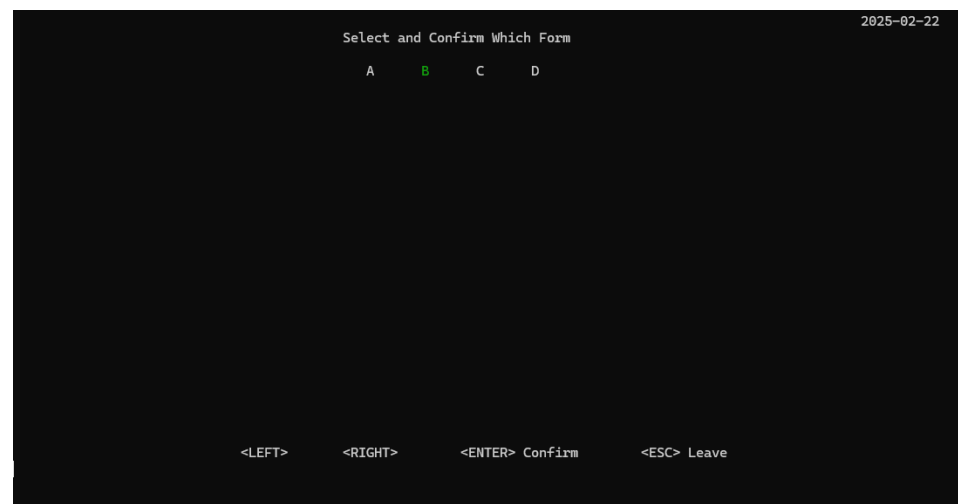 2025-02-22
Select and Confirm Which Form
A B C D
<LEFT> <RIGHT> <ENTER> Confirm <ESC> Leave